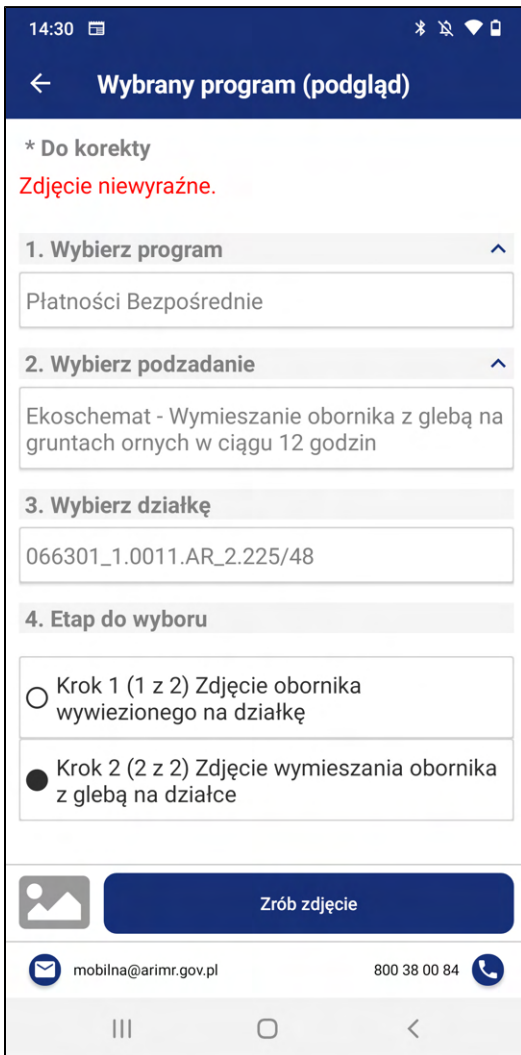 14:30
Wybrany program (podgląd)
* Do korekty
Zdjęcie niewyraźne.
1. Wybierz program
Płatności Bezpośrednie
2. Wybierz podzadanie
Ekoschemat - Wymieszanie obornika z glebą na
gruntach ornych w ciągu 12 godzin
3. Wybierz działkę
066301_1.0011.AR_2.225/48
4. Etap do wyboru
Krok 1 (1 z 2) Zdjęcie obornika
wywiezionego na działkę
Krok 2 (2 z 2) Zdjęcie wymieszania obornika
z glebą na działce
Zrób zdjęcie
mobilna@arimr.gov.pl
800 38 00 84